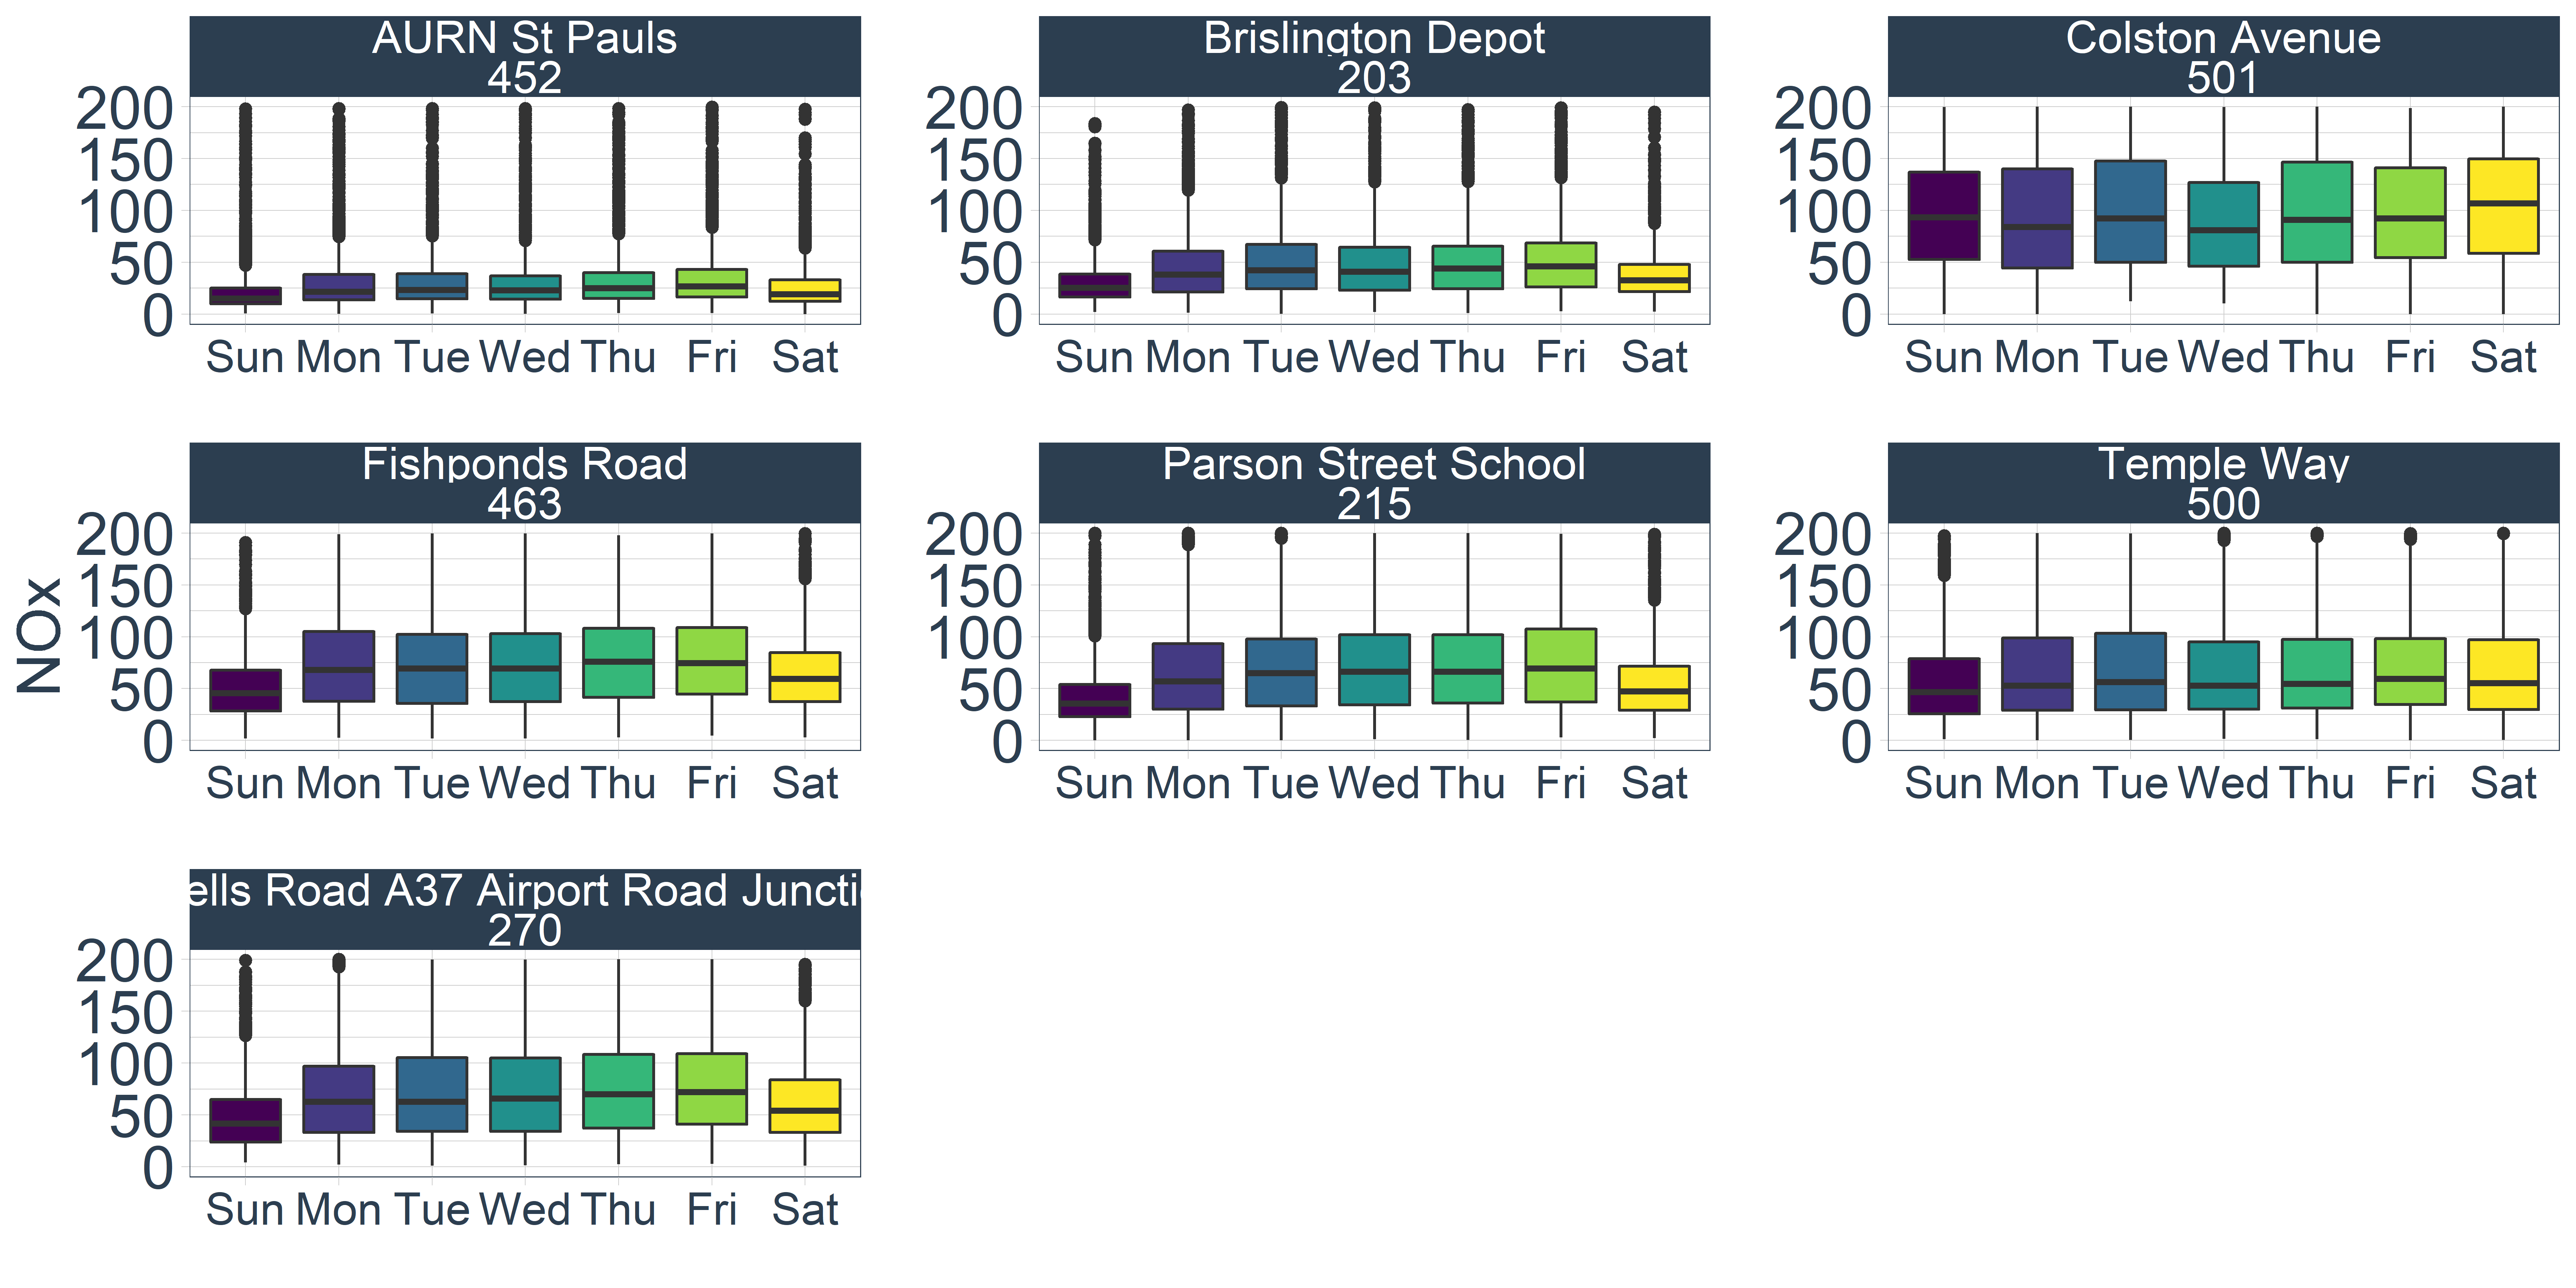 AURN St Pauls
452
Brislington Depot
203
Colston Avenue
501
200
150
100
50
0
200
150
100
50
0
200
150
100
50
0
Sun Mon Tue Wed Thu Fri Sat
Sun Mon Tue Wed Thu Fri Sat
Sun Mon Tue Wed Thu Fri Sat
NOx
Fishponds Road
463
Parson Street School
215
Temple Way
500
200
150
100
50
0
200
150
100
50
0
200
150
100
50
0
Sun Mon Tue Wed Thu Fri Sat
Sun Mon Tue Wed Thu Fri Sat
Sun Mon Tue Wed Thu Fri Sat
ells Road A37 Airport Road Juncti
270
200
150
100
50
0
Sun Mon Tue Wed Thu Fri Sat